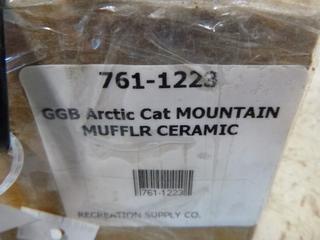 761-1223
GGB Arctic Cat MOUNTAIN
MUFFLR CERAMIC
761-1223
RECREATION SUPPLY CO.